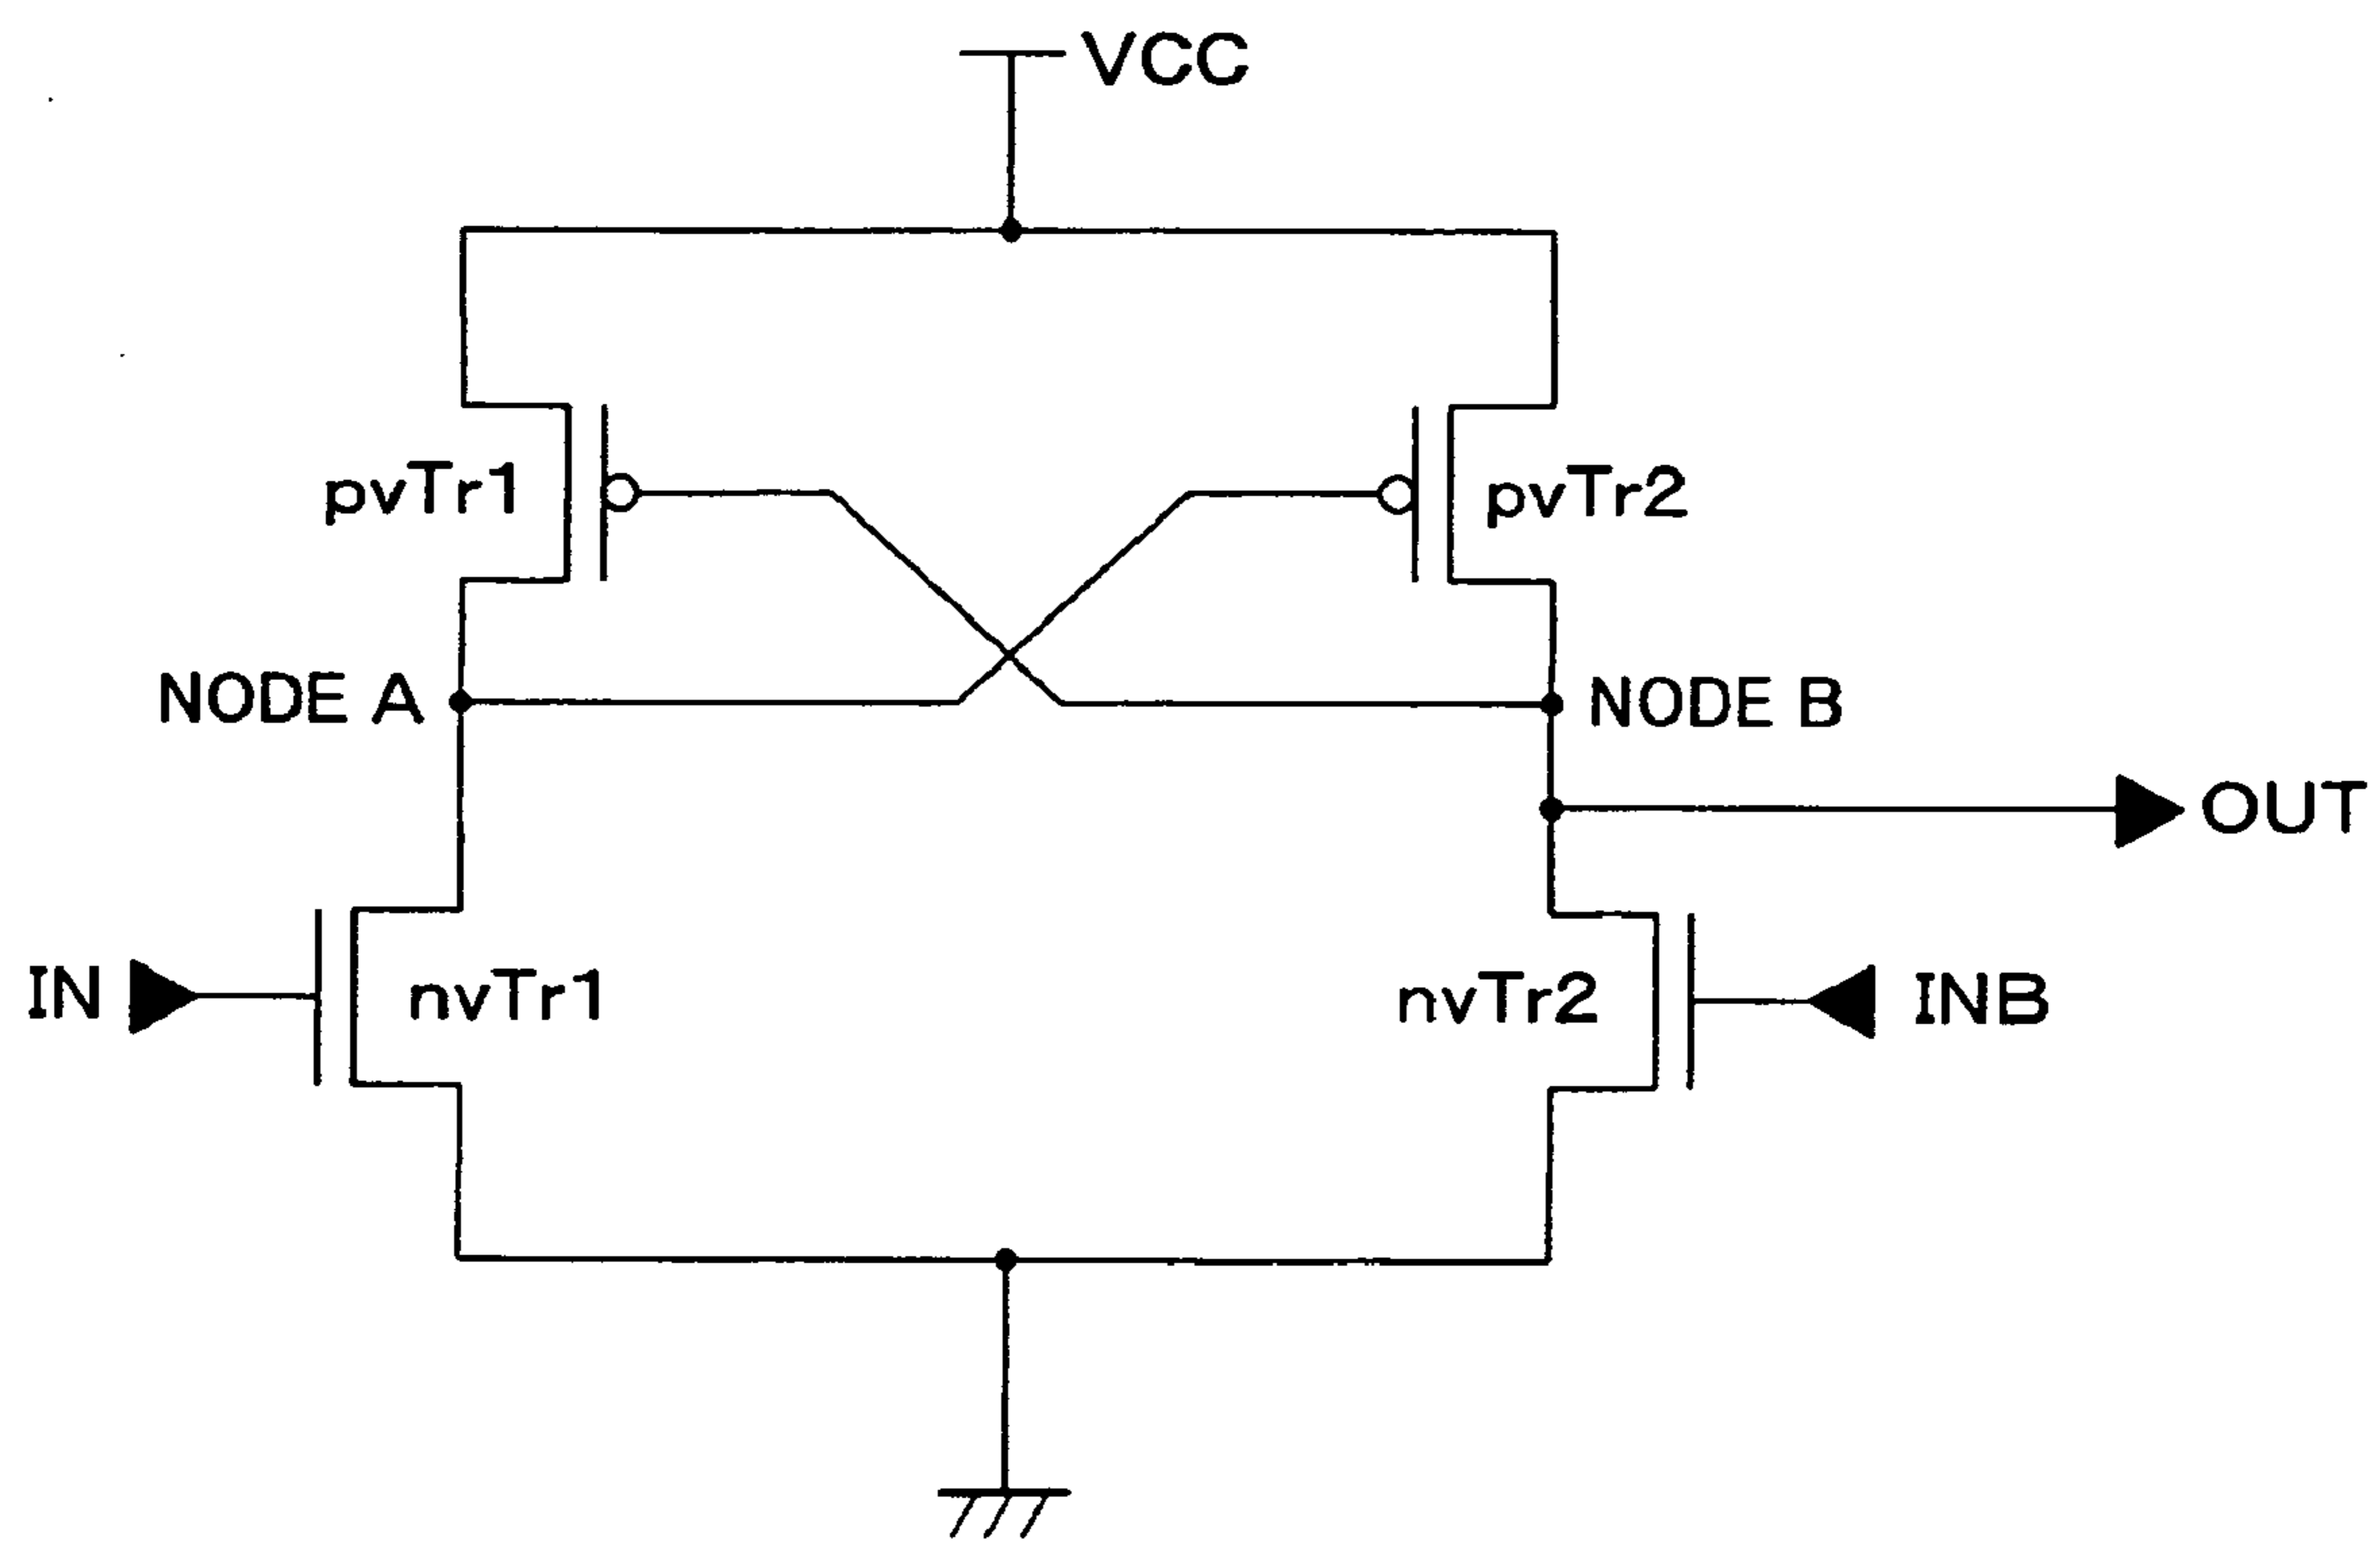 VCC
pvTr1
pvTr2
NODE A
NODE B
OUT
IN
nvTr1
nvTr2
INB